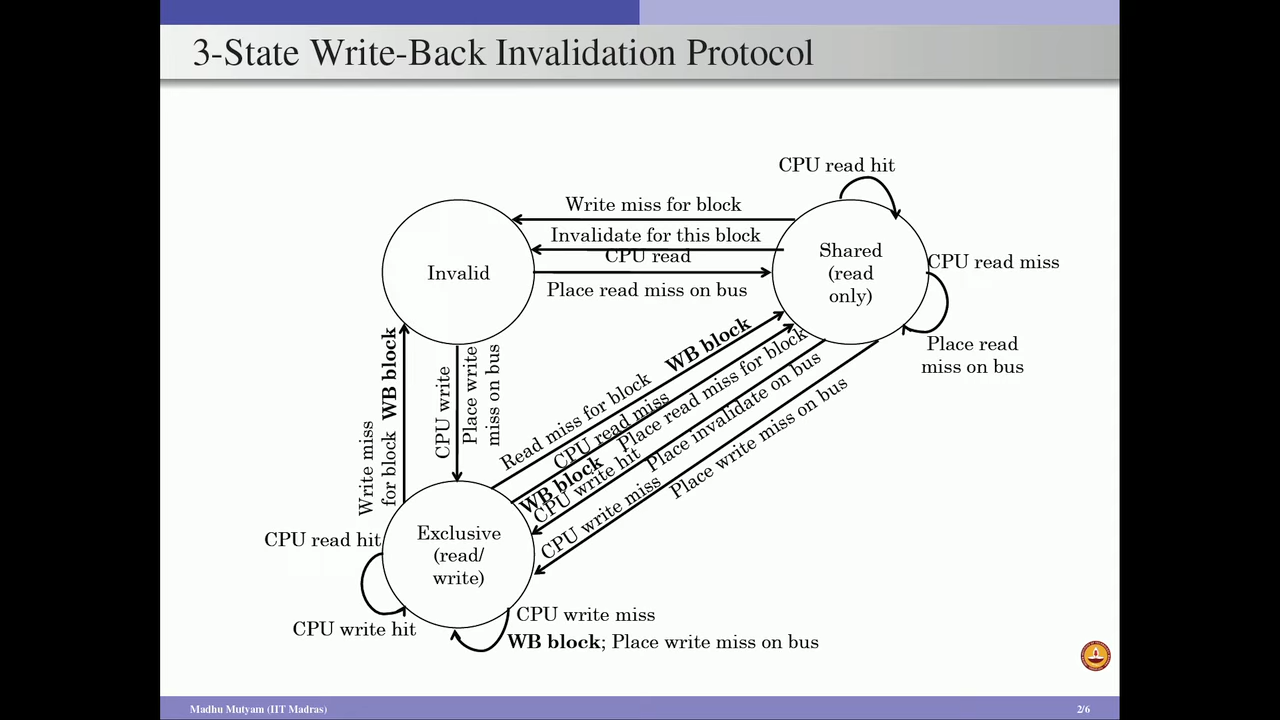 3-State Write-Back Invalidation Protocol
CPU read hit
Write miss for block
Invalidate for this block
CPU read
Place read miss on bus
Invalid
Shared
(read
only)
CPU read miss
Place read
miss on bus
Write miss
for block WB block
CPU write
Place write
miss on bus
Read miss for block WB block
CPU read miss Place read miss for block
WB block
CPU write hit Place invalidate on bus
CPU write miss Place write miss on bus
Exclusive
(read/
write)
CPU read hit
CPU write hit
CPU write miss
WB block; Place write miss on bus
Madhu Mutyam (IIT Madras)
2/6